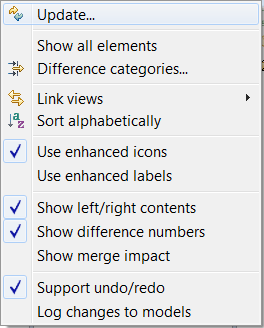 Update...
Show all elements
Difference categories...
Link views
Sort alphabetically
Use enhanced icons
Use enhanced labels
Show left/right contents
Show difference numbers
Show merge impact
Support undo/redo
Log changes to models